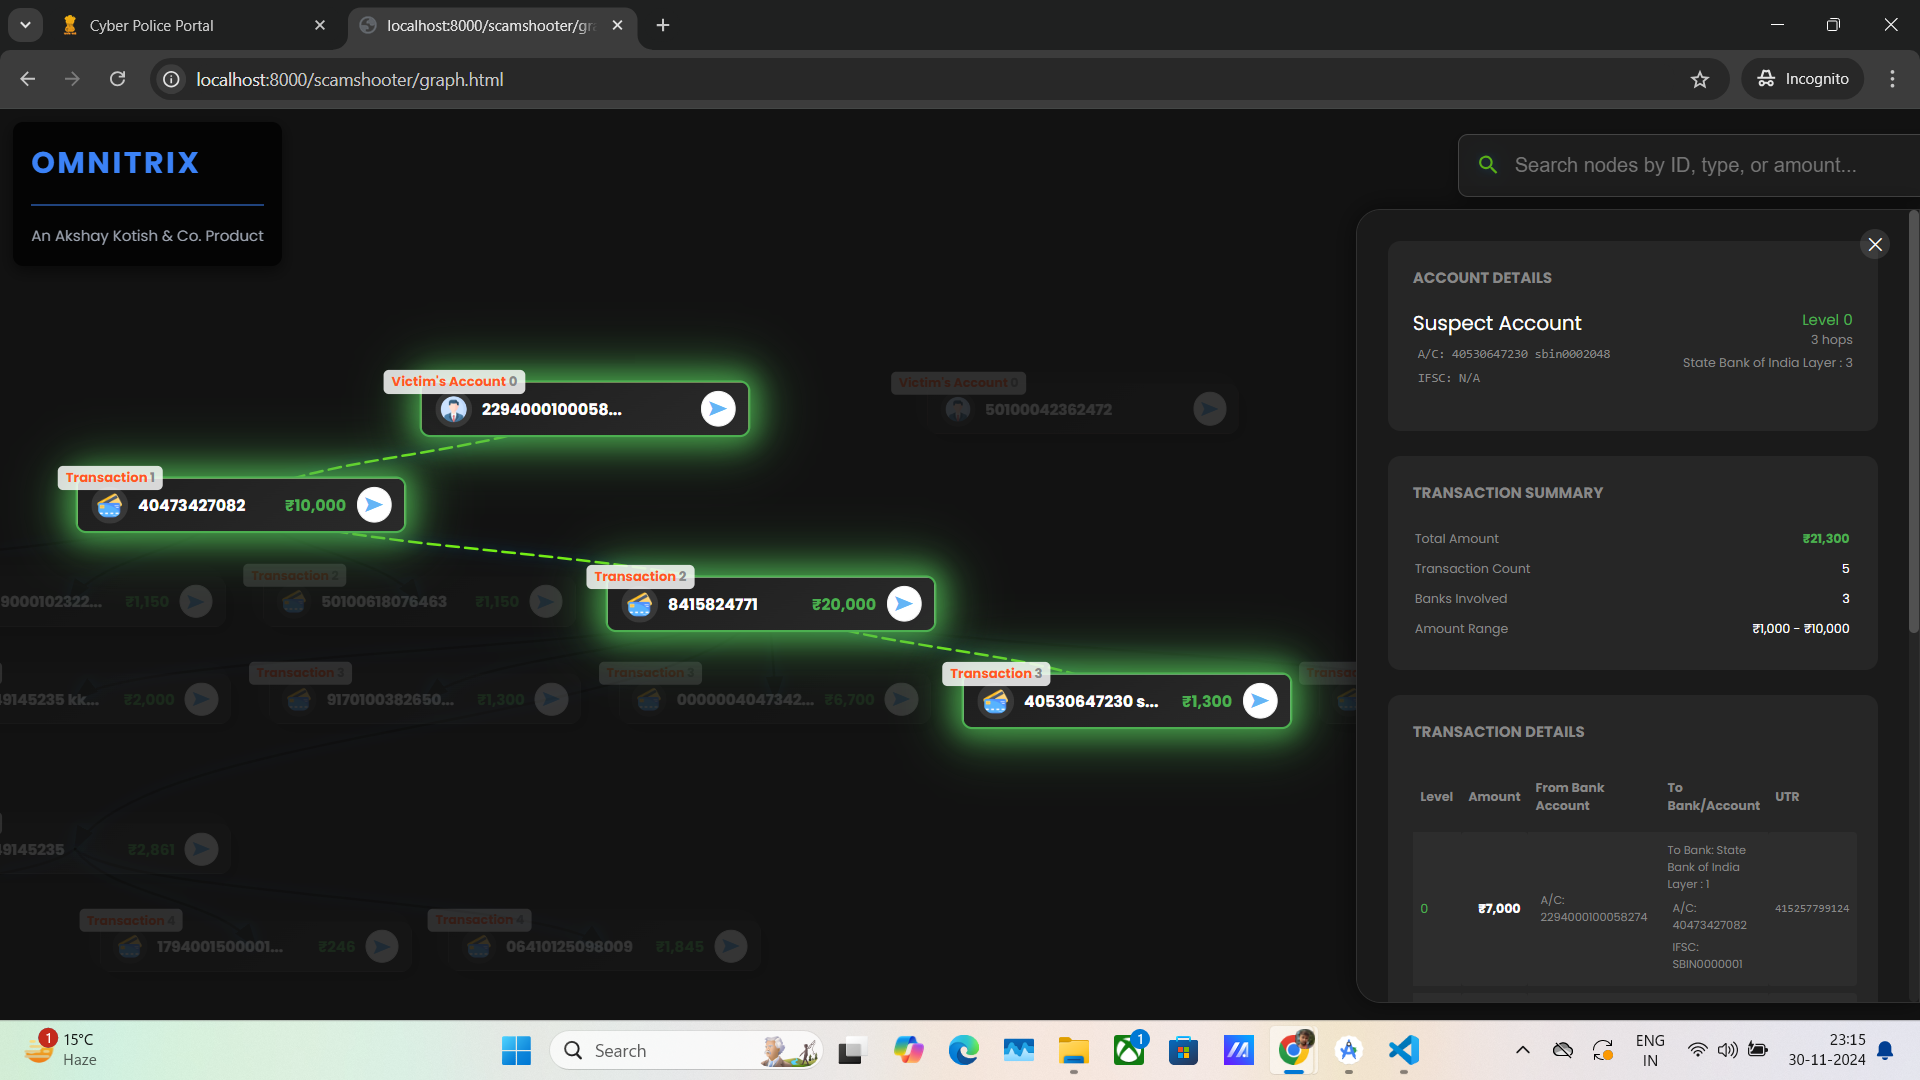 Cyber Police Portal
localhost:8000/scamshooter/gr
localhost:8000/scamshooter/graph.html
Incognito
OMNITRIX
An Akshay Kotish & Co. Product
Search nodes by ID, type, or amount...
Victim's Account 0
2294000100058...
Victim's Account 0
50100042362472
Transaction 1
40473427082 ₹10,000
Transaction 2
9000102322... ₹1,150
50100618076463 ₹1,150
Transaction 2
8415824771 ₹20,000
Transaction 3
Transaction 3
Transaction 3
49145235 kk... ₹2,000
9170100382650... ₹1,300
0000004047342... ₹6,700
40530647230 s... ₹1,300
49145235 ₹2,861
Transaction 4
Transaction 4
1794001500001... ₹246
06410125098009 ₹1,845
ACCOUNT DETAILS
Suspect Account
Level 0
3 hops
A/C: 40530647230 sbin0002048
State Bank of India Layer : 3
IFSC: N/A
TRANSACTION SUMMARY
Total Amount ₹21,300
Transaction Count 5
Banks Involved 3
Amount Range ₹1,000 - ₹10,000
TRANSACTION DETAILS
Level Amount From Bank Account To Bank/Account UTR
0 ₹7,000
A/C:
2294000100058274
To Bank: State
Bank of India
Layer : 1
A/C:
40473427082
IFSC:
SBIN0000001
415257799124
1
15°C
Haze
Search
1
ENG
IN
23:15
30-11-2024